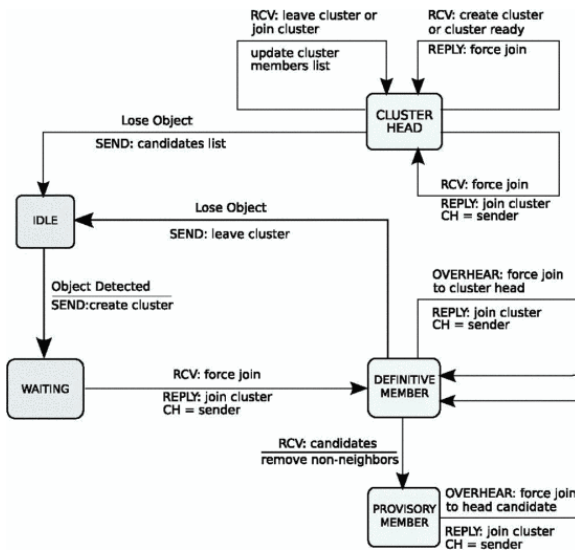 RCV: leave cluster or
join cluster
update cluster
members list
RCV: create cluster
or cluster ready
REPLY: force join
CLUSTER
HEAD
Lose Object
SEND: candidates list
RCV: force join
REPLY: join cluster
CH = sender
IDLE
Lose Object
SEND: leave cluster
Object Detected
SEND:create cluster
OVERHEAR: force join
to cluster head
REPLY: join cluster
CH = sender
WAITING
RCV: force join
REPLY: join cluster
CH = sender
DEFINITIVE
MEMBER
RCV: candidates
remove non-neighbors
PROVISORY
MEMBER
OVERHEAR: force join
to head candidate
REPLY: join cluster
CH = sender